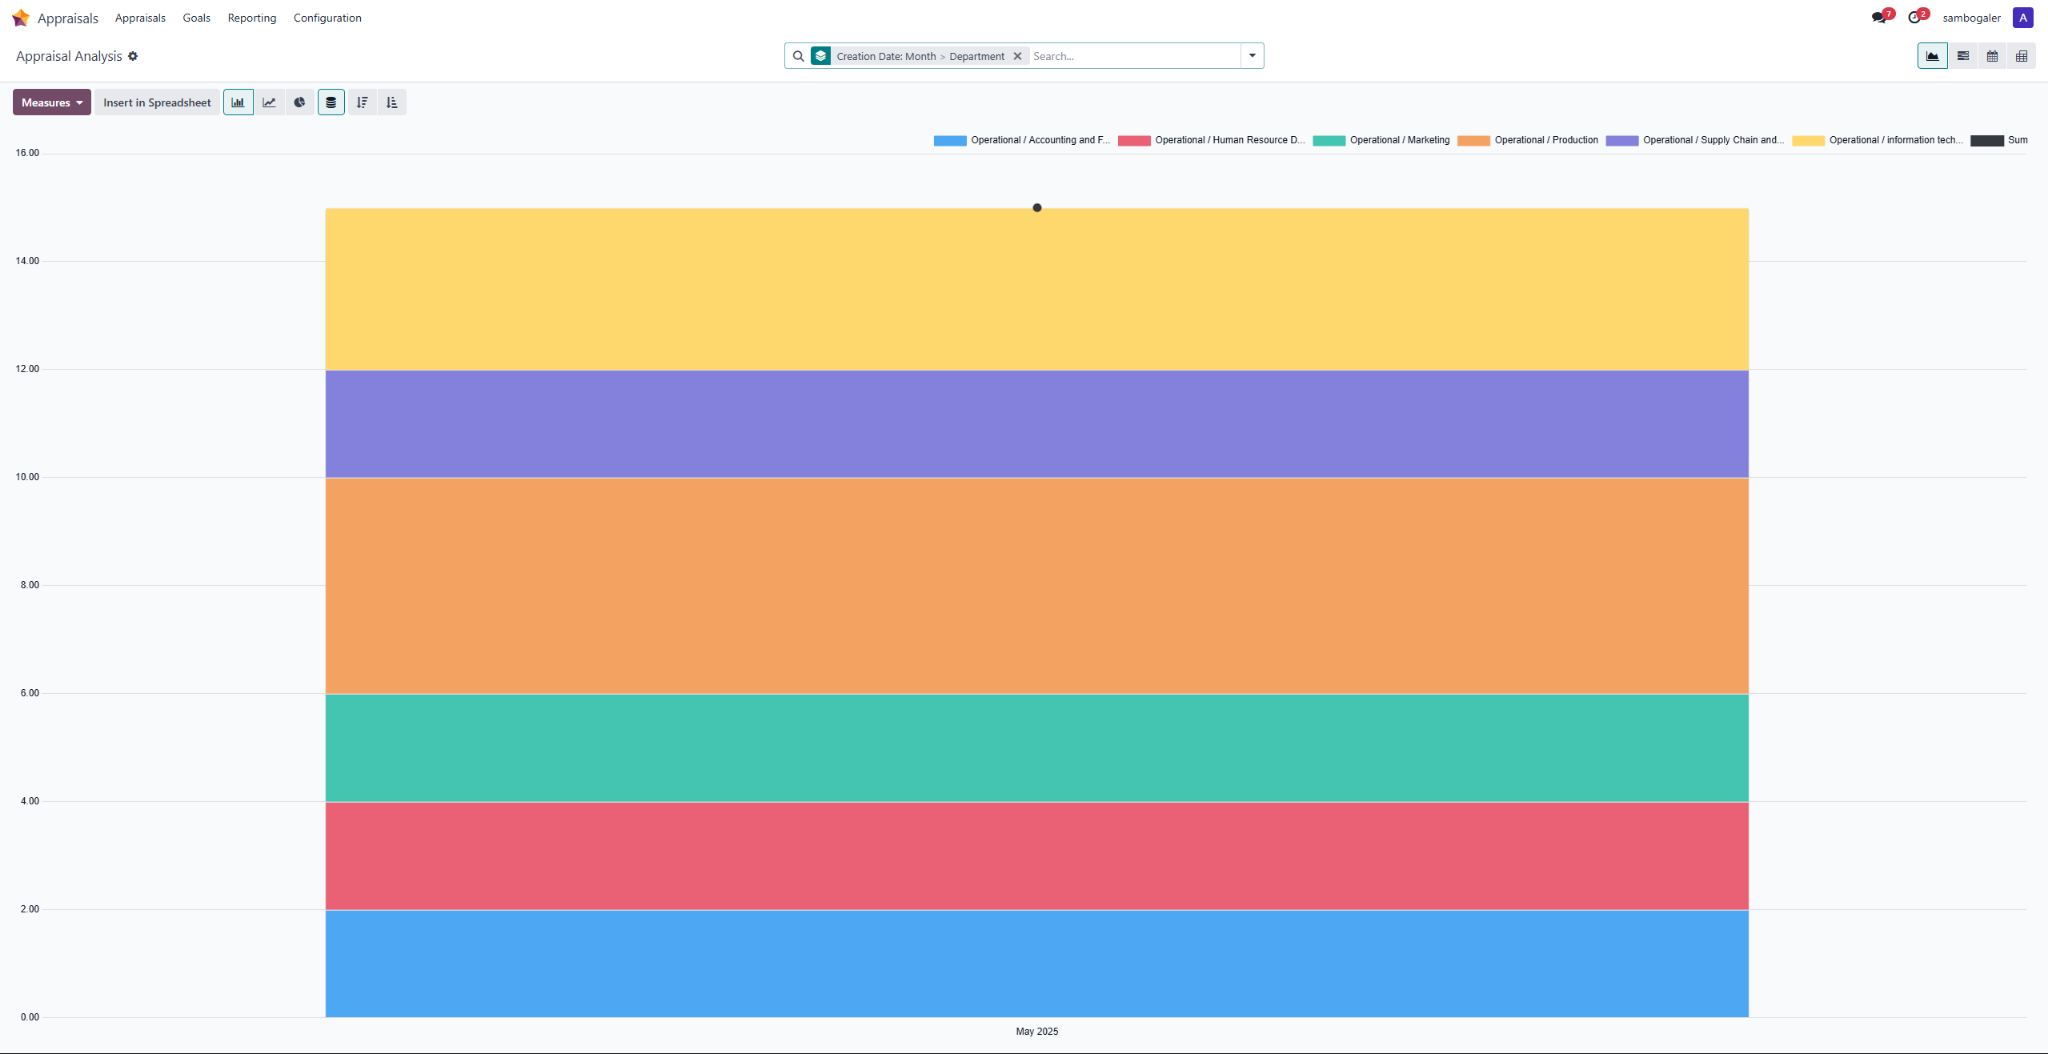 Appraisals Appraisals Goals Reporting Configuration 7 2 sambogaler A
Appraisal Analysis Creation Date: Month > Department Search...
Measures Insert in Spreadsheet
Operational / Accounting and F... Operational / Human Resource D... Operational / Marketing Operational / Production Operational / Supply Chain and... Operational / information tech... Sum
16.00
14.00
12.00
10.00
8.00
6.00
4.00
2.00
0.00
May 2025